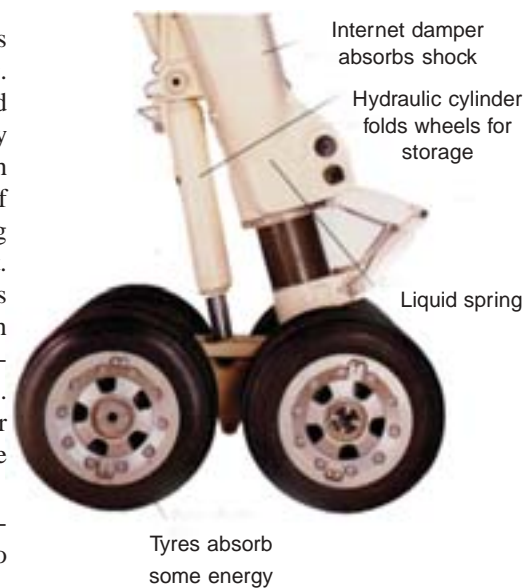 s
.
d
y
n
f
g
.
s
n
-
.
r
e
-
o
Internet damper
absorbs shock
Hydraulic cylinder
folds wheels for
storage
Liquid spring
Tyres absorb
some energy